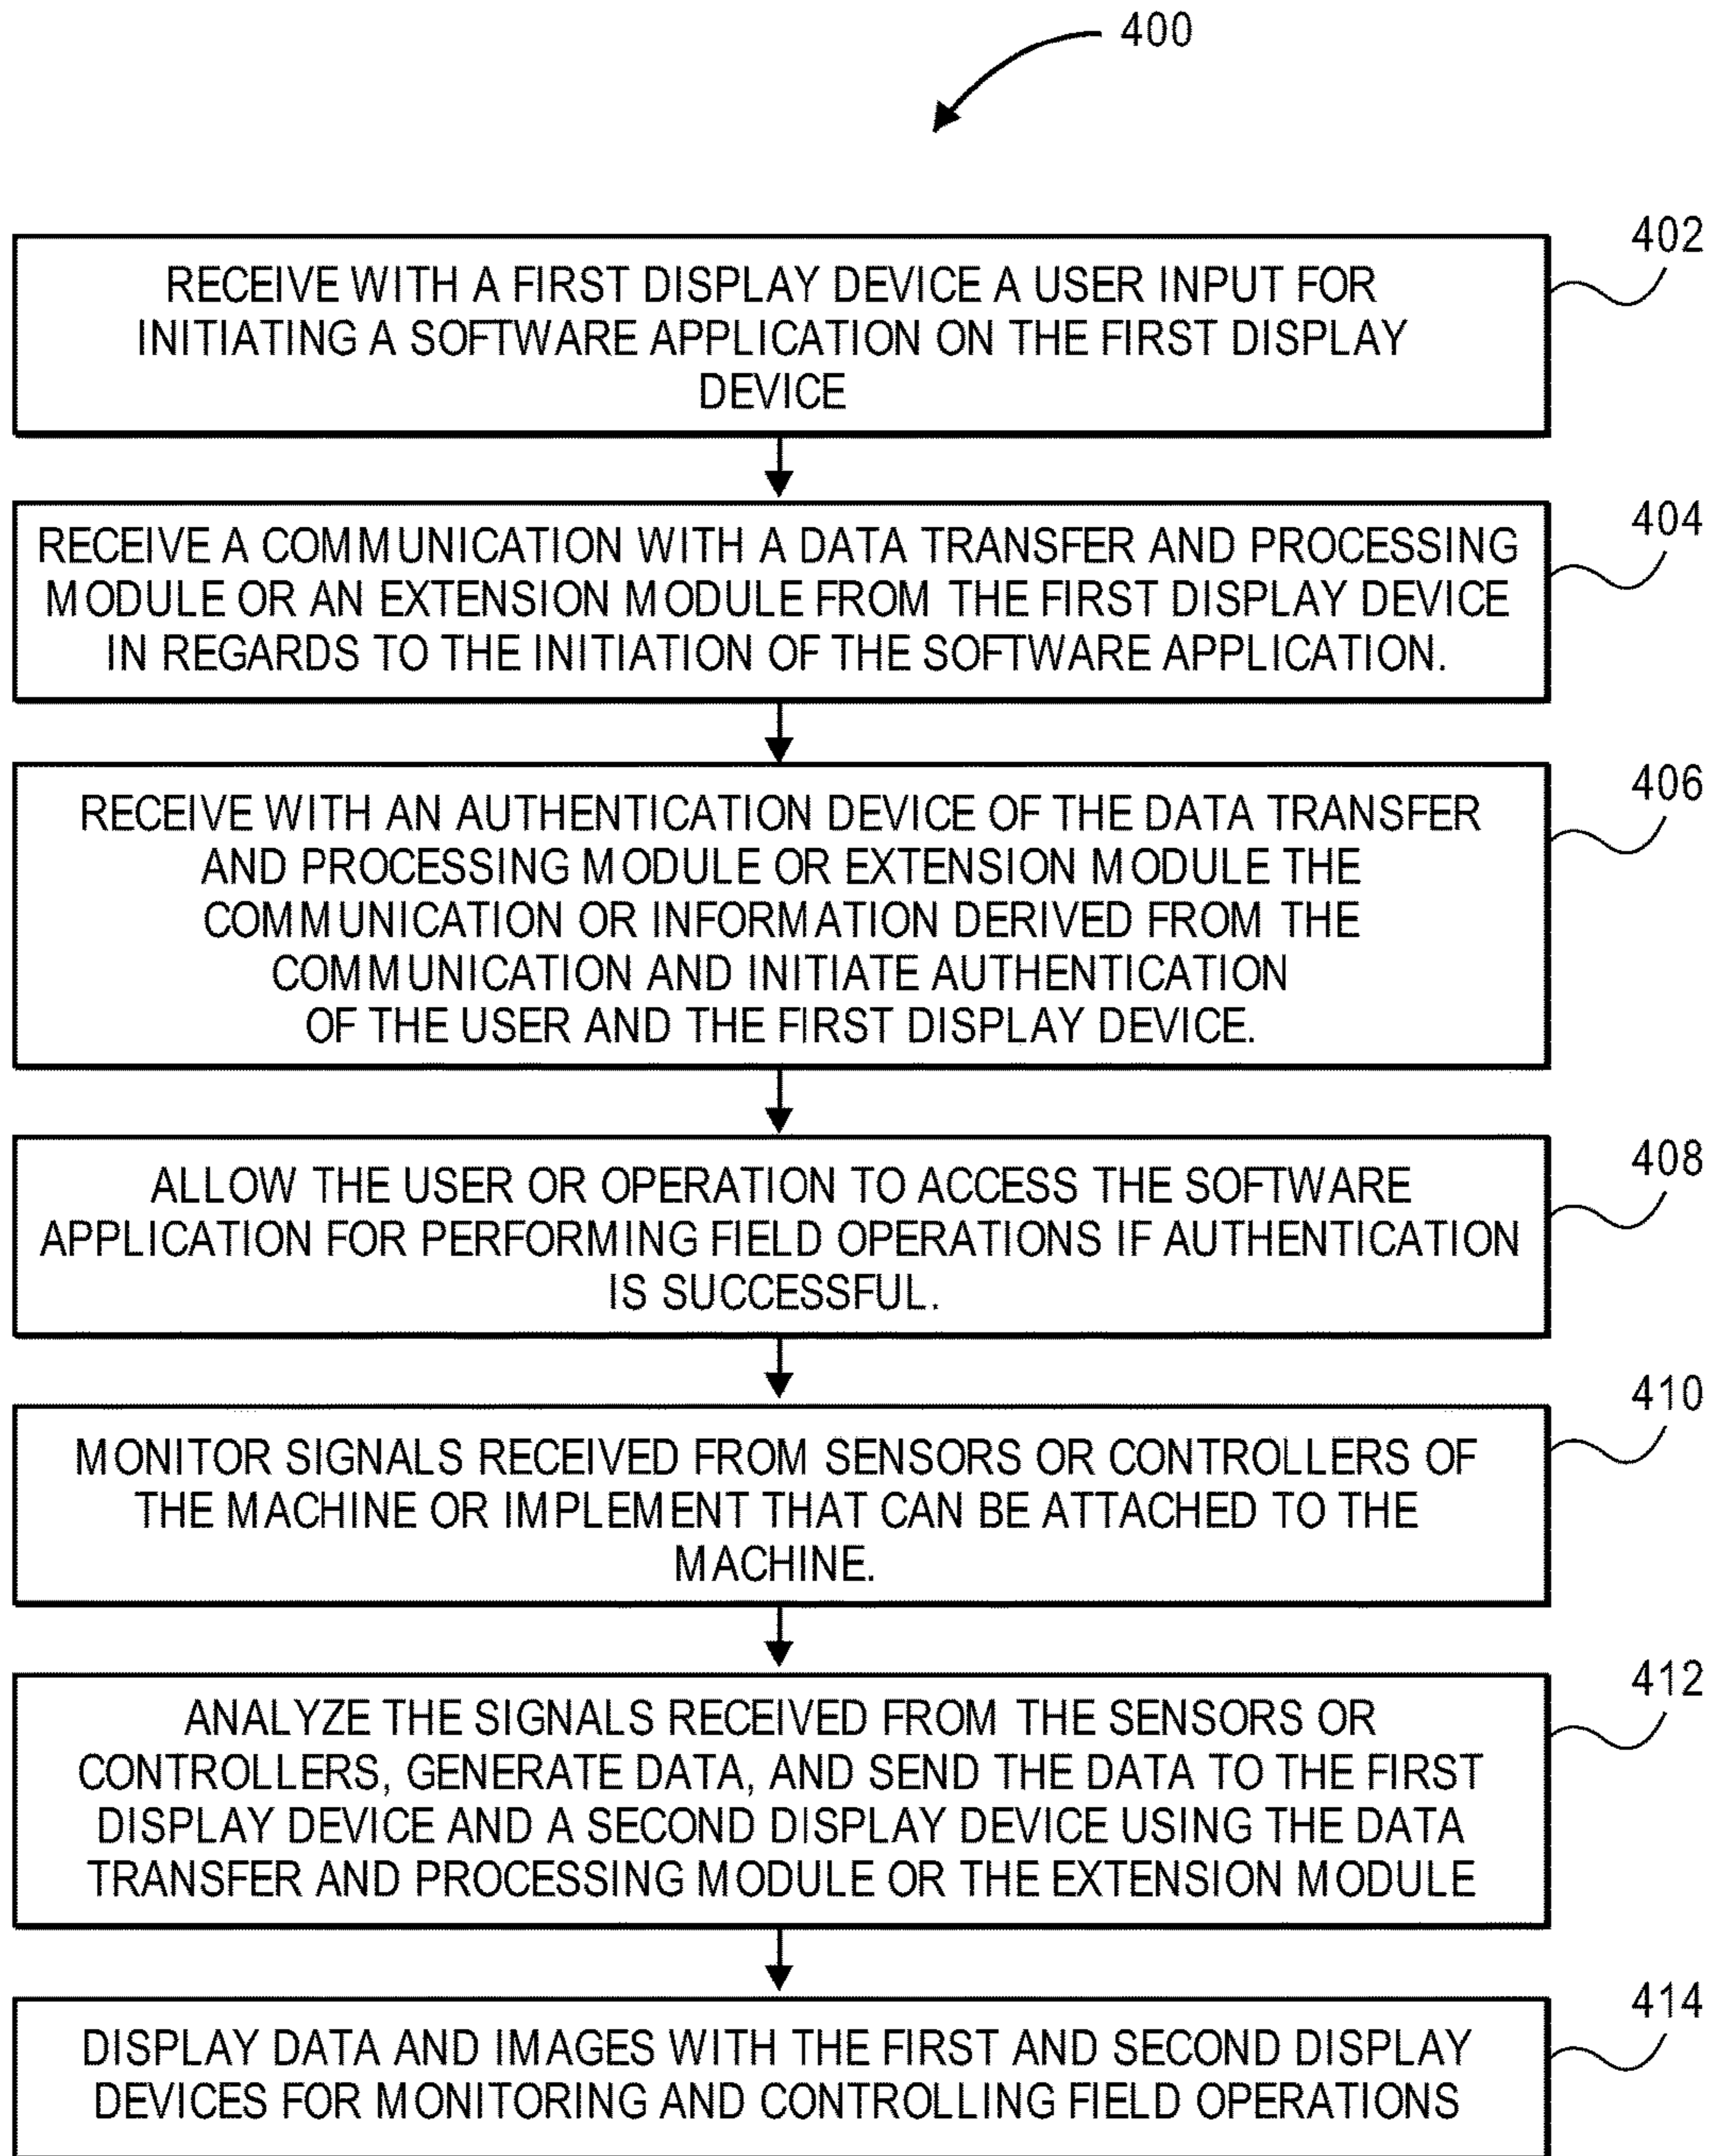 400
402
RECEIVE WITH A FIRST DISPLAY DEVICE A USER INPUT FOR
INITIATING A SOFTWARE APPLICATION ON THE FIRST DISPLAY
DEVICE
404
RECEIVE A COMMUNICATION WITH A DATA TRANSFER AND PROCESSING
MODULE OR AN EXTENSION MODULE FROM THE FIRST DISPLAY DEVICE
IN REGARDS TO THE INITIATION OF THE SOFTWARE APPLICATION.
406
RECEIVE WITH AN AUTHENTICATION DEVICE OF THE DATA TRANSFER
AND PROCESSING MODULE OR EXTENSION MODULE THE
COMMUNICATION OR INFORMATION DERIVED FROM THE
COMMUNICATION AND INITIATE AUTHENTICATION
OF THE USER AND THE FIRST DISPLAY DEVICE.
408
ALLOW THE USER OR OPERATION TO ACCESS THE SOFTWARE
APPLICATION FOR PERFORMING FIELD OPERATIONS IF AUTHENTICATION
IS SUCCESSFUL.
410
MONITOR SIGNALS RECEIVED FROM SENSORS OR CONTROLLERS OF
THE MACHINE OR IMPLEMENT THAT CAN BE ATTACHED TO THE
MACHINE.
412
ANALYZE THE SIGNALS RECEIVED FROM THE SENSORS OR
CONTROLLERS, GENERATE DATA, AND SEND THE DATA TO THE FIRST
DISPLAY DEVICE AND A SECOND DISPLAY DEVICE USING THE DATA
TRANSFER AND PROCESSING MODULE OR THE EXTENSION MODULE
414
DISPLAY DATA AND IMAGES WITH THE FIRST AND SECOND DISPLAY
DEVICES FOR MONITORING AND CONTROLLING FIELD OPERATIONS